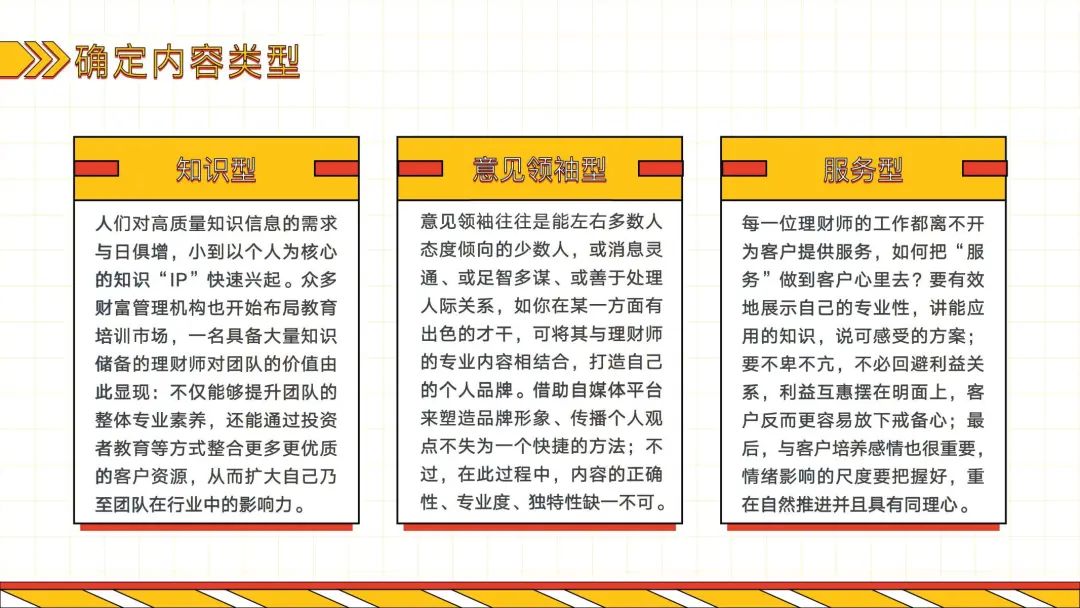 确定内容类型
知识型
人们对高质量知识信息的需求
与日俱增，小到以个人为核心
的知识“IP”快速兴起。众多
财富管理机构也开始布局教育
培训市场，一名具备大量知识
储备的理财师对团队的价值由
此显现：不仅能够提升团队的
整体专业素养，还能通过投资
者教育等方式整合更多更优质
的客户资源，从而扩大自己乃
至团队在行业中的影响力。
意见领袖型
意见领袖往往是能左右多数人
态度倾向的少数人，或消息灵
通、或足智多谋、或善于处理
人际关系，如你在某一方面有
出色的才干，可将其与理财师
的专业内容相结合，打造自己
的个人品牌。借助自媒体平台
来塑造品牌形象、传播个人观
点不失为一个快捷的方法；不
过，在此过程中，内容的正确
性、专业度、独特性缺一不可。
服务型
每一位理财师的工作都离不开
为客户提供服务，如何把“服
务”做到客户心里去？要有效
地展示自己的专业性，讲能应
用的知识，说可感受的方案；
要不卑不亢，不必回避利益关
系，利益互惠摆在明面上，客
户反而更容易放下戒备心；最
后，与客户培养感情也很重要，
情绪影响的尺度要把握好，重
在自然推进并且具有同理心。